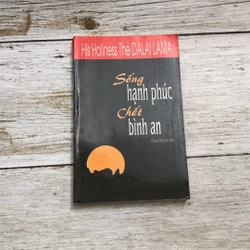 His Holiness The DALAI LAMA
Sống
hạnh phúc
Chết
bình an